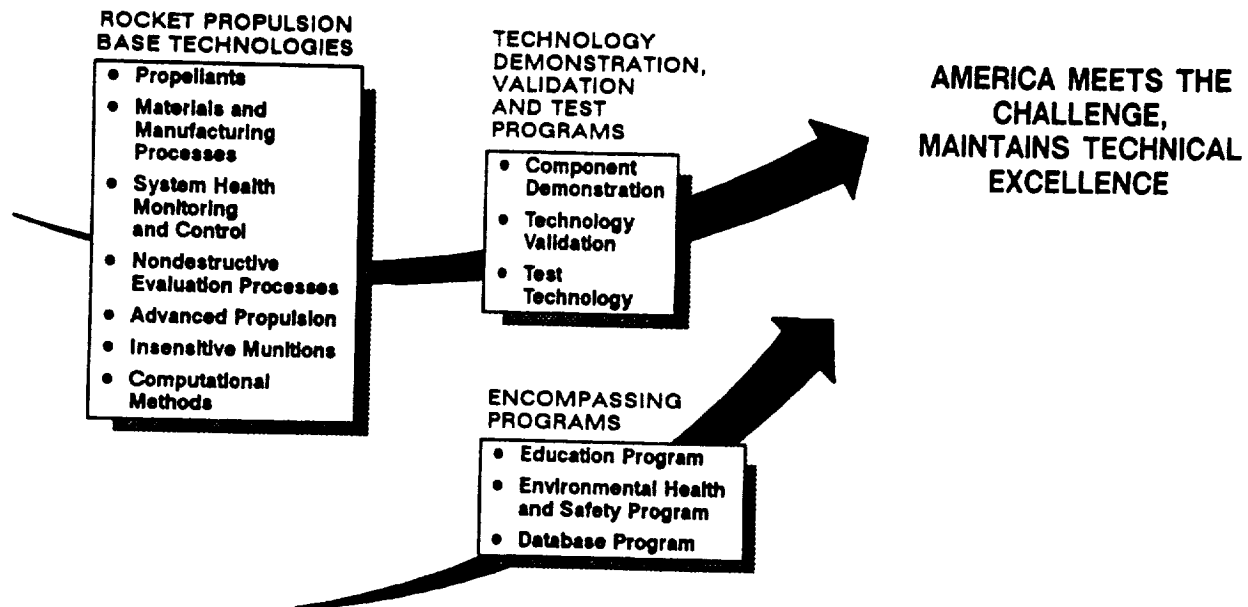 ROCKET PROPULSION
BASE TECHNOLOGIES
• Propellants
• Materials and
Manufacturing
Processes
• System Health
Monitoring
and Control
• Nondestructive
Evaluation Processes
• Advanced Propulsion
• Insensitive Munitions
• Computational
Methods
TECHNOLOGY
DEMONSTRATION,
VALIDATION
AND TEST
PROGRAMS
• Component
Demonstration
• Technology
Validation
• Test
Technology
ENCOMPASSING
PROGRAMS
• Education Program
• Environmental Health
and Safety Program
• Database Program
AMERICA MEETS THE
CHALLENGE,
MAINTAINS TECHNICAL
EXCELLENCE